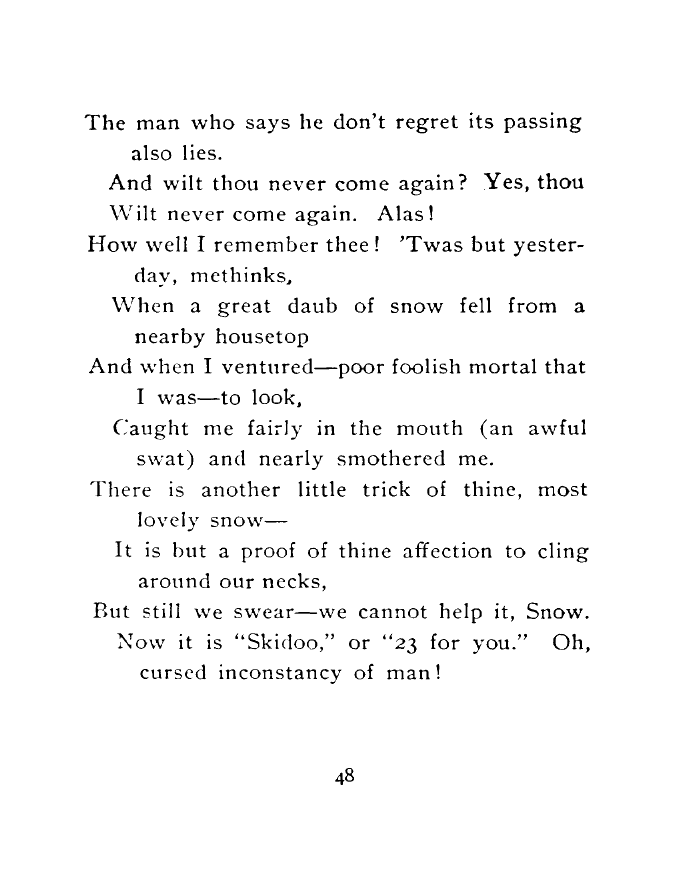 The man who says he don't regret its passing
also lies.
And wilt thou never come again? Yes, thou
Wilt never come again. Alas!
How well I remember thee! 'Twas but yester-
day, methinks,
When a great daub of snow fell from a
nearby housetop
And when I ventured—poor foolish mortal that
I was—to look,
Caught me fairly in the mouth (an awful
swat) and nearly smothered me.
There is another little trick of thine, most
lovely snow—
It is but a proof of thine affection to cling
around our necks,
But still we swear—we cannot help it, Snow.
Now it is "Skidoo," or "23 for you." Oh,
cursed inconstancy of man!
48